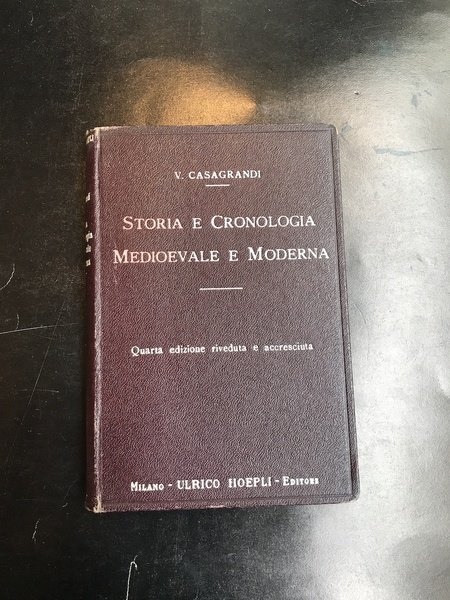 V. CASAGRANDI
STORIA E CRONOLOGIA
MEDIOEVALE E MODERNA
Quarta edizione riveduta e accresciuta
MILANO - ULRICO HOEPLI - EDITORE